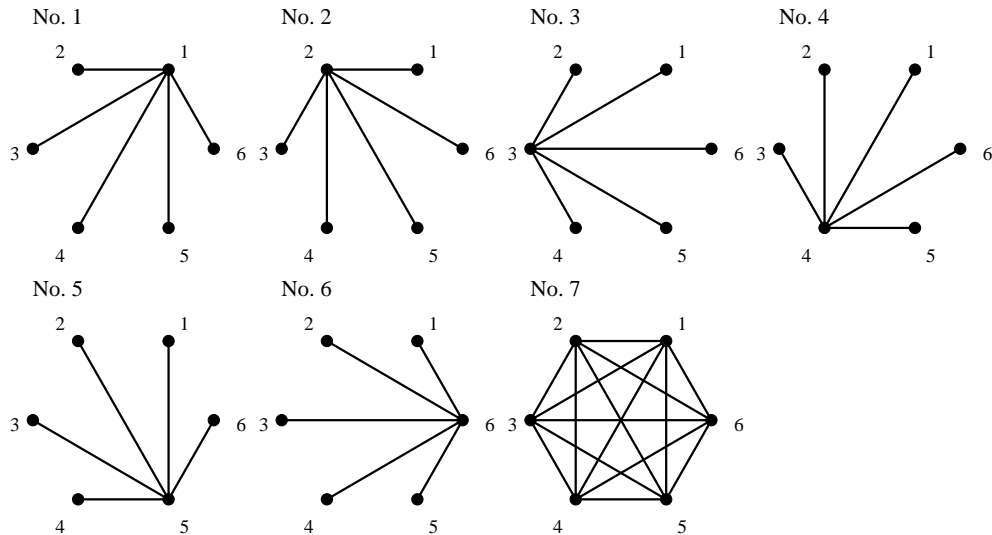 No. 1 No. 2 No. 3 No. 4
2 1 2 1 2 1 2 1
3 6 3 6 3 6 3 6
4 5 4 5 4 5 4 5
No. 5 No. 6 No. 7
2 1 2 1 2 1
3 6 3 6 3 6
4 5 4 5 4 5